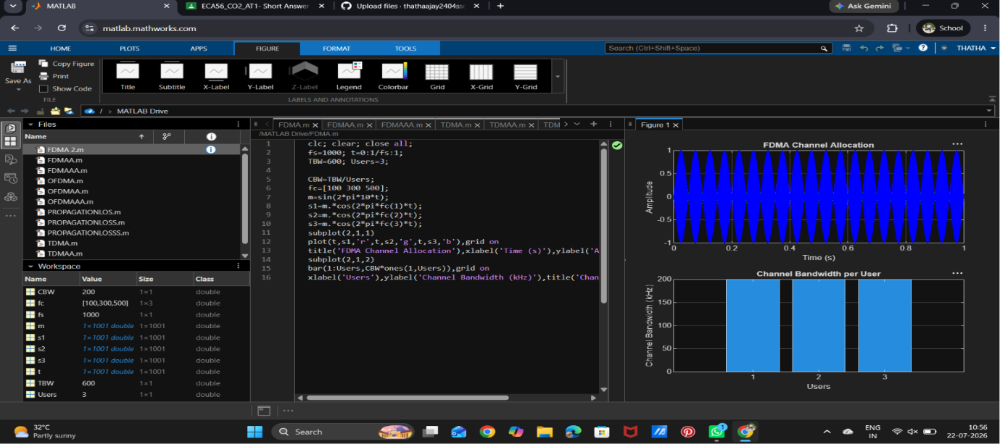 MATLAB
ECA56_CO2_AT1- Short Answer
Upload files · thathaajay2404ss
Ask Gemini
matlab.mathworks.com
School
HOME PLOTS APPS FIGURE FORMAT TOOLS
Search (Ctrl+Shift+Space)
THATHA
Save As
Copy Figure
Print
Show Code
FILE
Title Subtitle X-Label Y-Label Z-Label Legend Colorbar Grid X-Grid Y-Grid
LABELS AND ANNOTATIONS
/ > MATLAB Drive
Files
Name
FDMA 2.m
FDMAA.m
FDMAAA.m
OFDMA.m
OFDMAA.m
OFDMAAA.m
PROPAGATIONLOS.m
PROPAGATIONLOSS.m
PROPAGATIONLOSSS.m
TDMA.m
TDMAA.m
Workspace
Name Value Size Class
CBW 200 1×1 double
fc [100,300,500] 1×3 double
fs 1000 1×1 double
m 1×1001 double 1×1001 double
s1 1×1001 double 1×1001 double
s2 1×1001 double 1×1001 double
s3 1×1001 double 1×1001 double
t 1×1001 double 1×1001 double
TBW 600 1×1 double
Users 3 1×1 double
FDMA.m FDMAA.m FDMAAA.m TDMA.m TDMAA.m TDM
/MATLAB Drive/FDMA.m
1 clc; clear; close all;
2 fs=1000; t=0:1/fs:1;
3 TBW=600; Users=3;
4
5 CBW=TBW/Users;
6 fc=[100 300 500];
7 m=sin(2*pi*10*t);
8 s1=m.*cos(2*pi*fc(1)*t);
9 s2=m.*cos(2*pi*fc(2)*t);
10 s3=m.*cos(2*pi*fc(3)*t);
11 subplot(2,1,1)
12 plot(t,s1,'r',t,s2,'g',t,s3,'b'),grid on
13 title('FDMA Channel Allocation'),xlabel('Time (s)'),ylabel('A
14 subplot(2,1,2)
15 bar(1:Users,CBW*ones(1,Users)),grid on
16 xlabel('Users'),ylabel('Channel Bandwidth (kHz)'),title('Chan
Figure 1
FDMA Channel Allocation
Amplitude
1
0.5
0
-0.5
-1
0 0.2 0.4 0.6 0.8 1
Time (s)
Channel Bandwidth per User
Channel Bandwidth (kHz)
200
150
100
50
0
1 2 3
Users
32°C
Partly sunny
Search
1
ENG
IN
10:56
22-07-2026